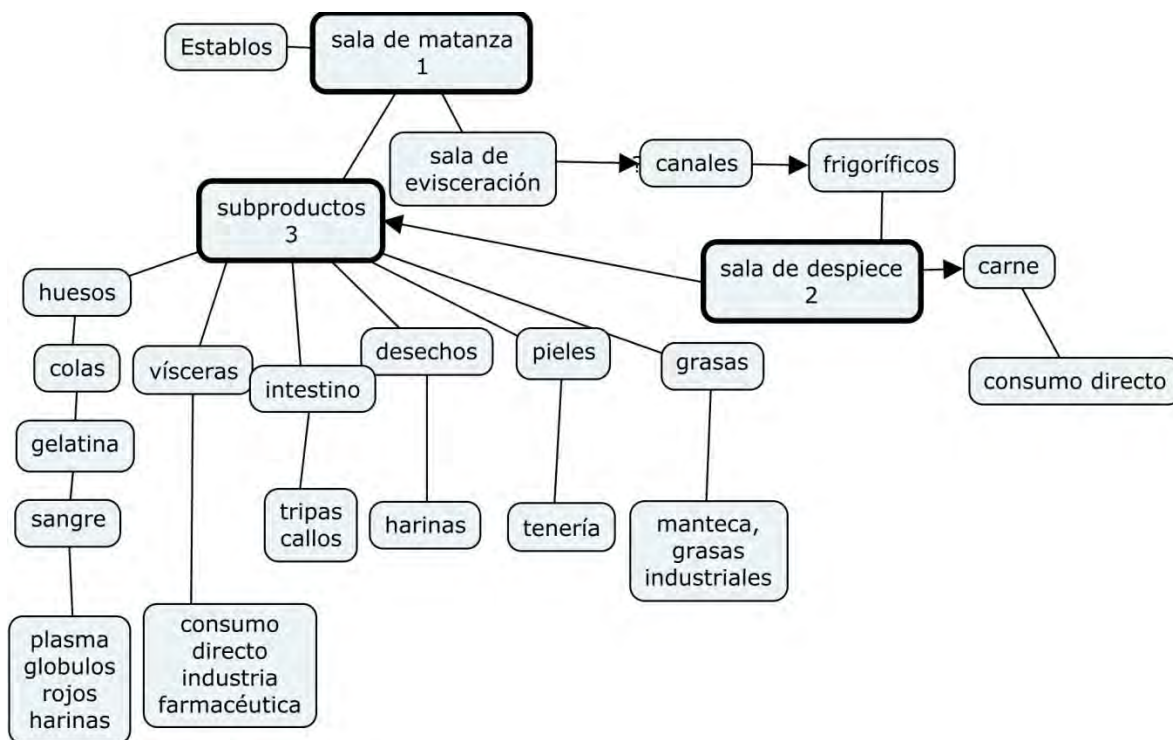 Establos
sala de matanza
1
sala de
evisceración
canales
frigoríficos
subproductos
3
sala de despiece
2
carne
consumo directo
huesos
colas
gelatina
sangre
plasma
globulos
rojos
harinas
vísceras
consumo
directo
industria
farmacéutica
intestino
tripas
callos
desechos
harinas
pieles
tenería
grasas
manteca,
grasas
industriales